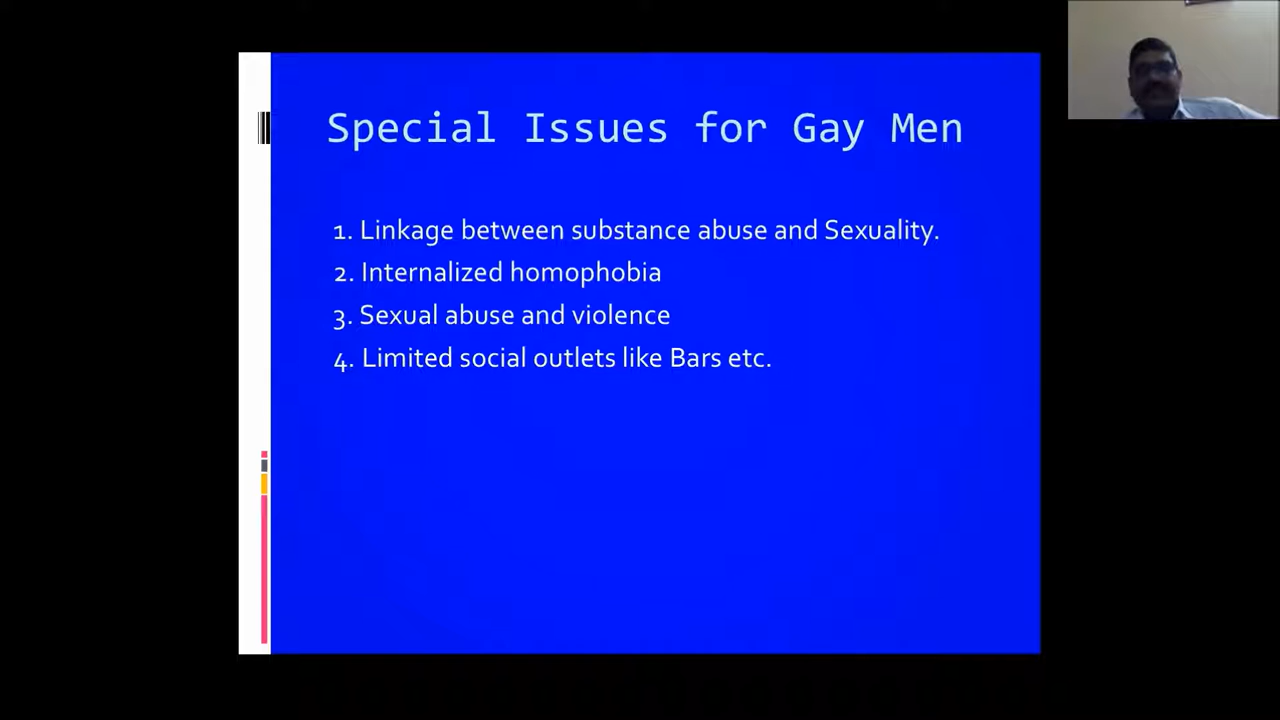 Special Issues for Gay Men
1. Linkage between substance abuse and Sexuality.
2. Internalized homophobia
3. Sexual abuse and violence
4. Limited social outlets like Bars etc.